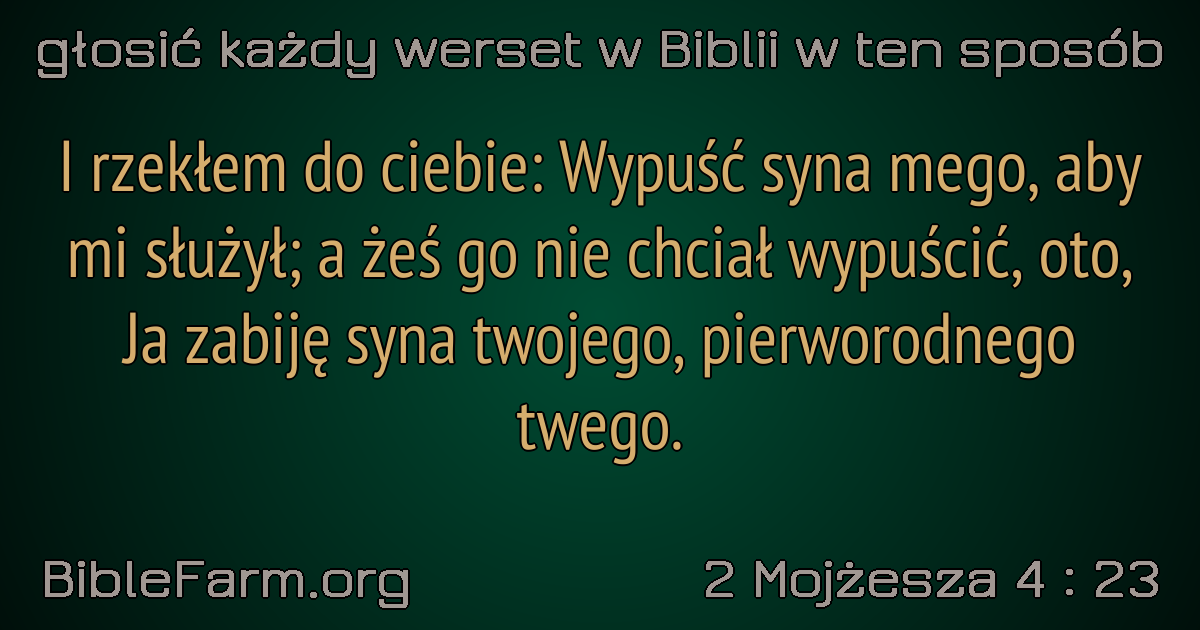 głosić każdy werset w Biblii w ten sposób
I rzekłem do ciebie: Wypuść syna mego, aby
mi służył; a żeś go nie chciał wypuścić, oto,
Ja zabiję syna twojego, pierworodnego
twego.
BibleFarm.org
2 Mojżesza 4 : 23